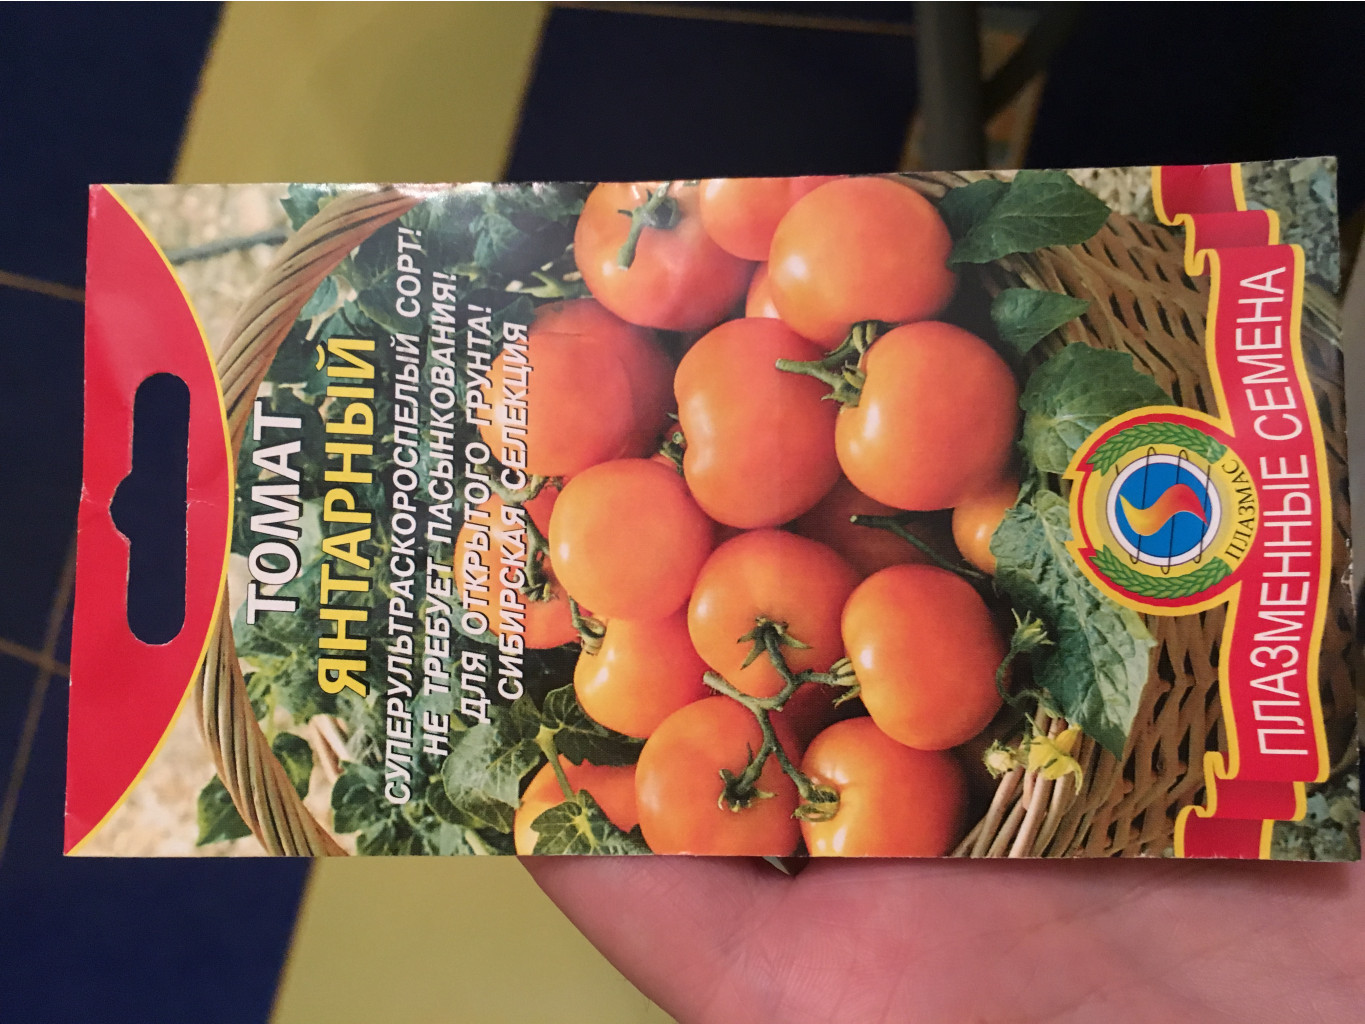 ТОМАТ
ЯНТАРНЫЙ
СУПЕРУЛЬТРАСКОРОСПЕЛЫЙ СОРТ!
НЕ ТРЕБУЕТ ПАСЫНКОВАНИЯ!
ДЛЯ ОТКРЫТОГО ГРУНТА!
СИБИРСКАЯ СЕЛЕКЦИЯ
ПЛАЗМАС
ПЛАЗМЕННЫЕ СЕМЕНА